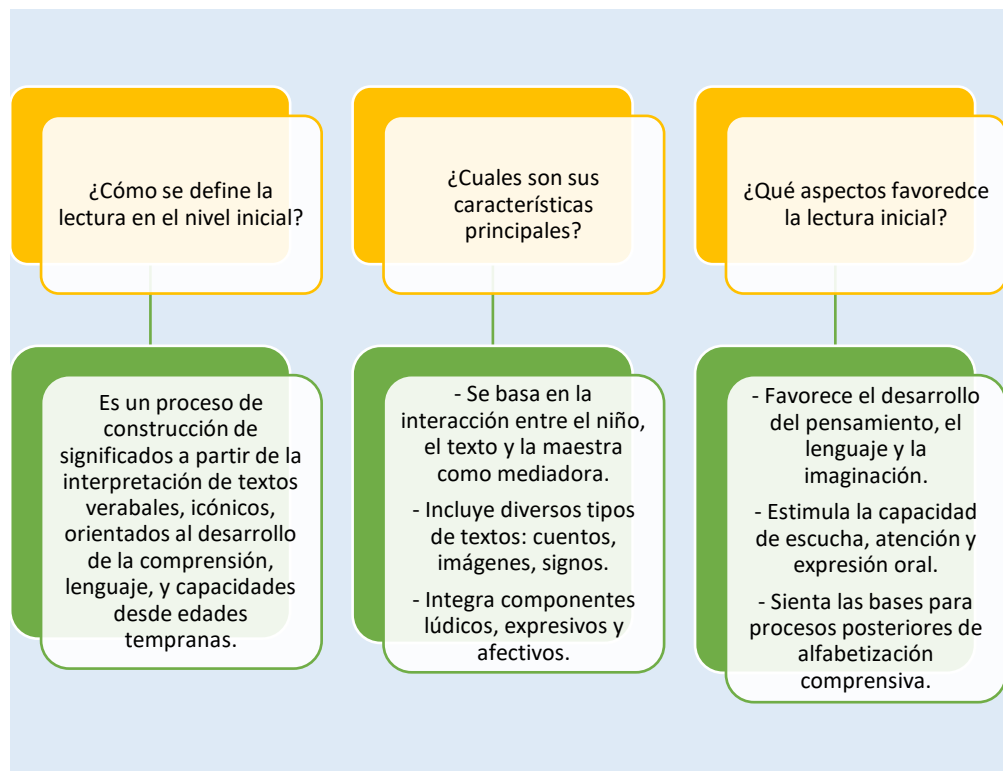 ¿Cómo se define la
lectura en el nivel inicial?
Es un proceso de
construcción de
significados a partir de la
interpretación de textos
verabales, icónicos,
orientados al desarrollo
de la comprensión,
lenguaje, y capacidades
desde edades
tempranas.
¿Cuales son sus
características
principales?
- Se basa en la
interacción entre el niño,
el texto y la maestra
como mediadora.
- Incluye diversos tipos
de textos: cuentos,
imágenes, signos.
- Integra componentes
lúdicos, expresivos y
afectivos.
¿Qué aspectos favoredce
la lectura inicial?
- Favorece el desarrollo
del pensamiento, el
lenguaje y la
imaginación.
- Estimula la capacidad
de escucha, atención y
expresión oral.
- Sienta las bases para
procesos posteriores de
alfabetización
comprensiva.